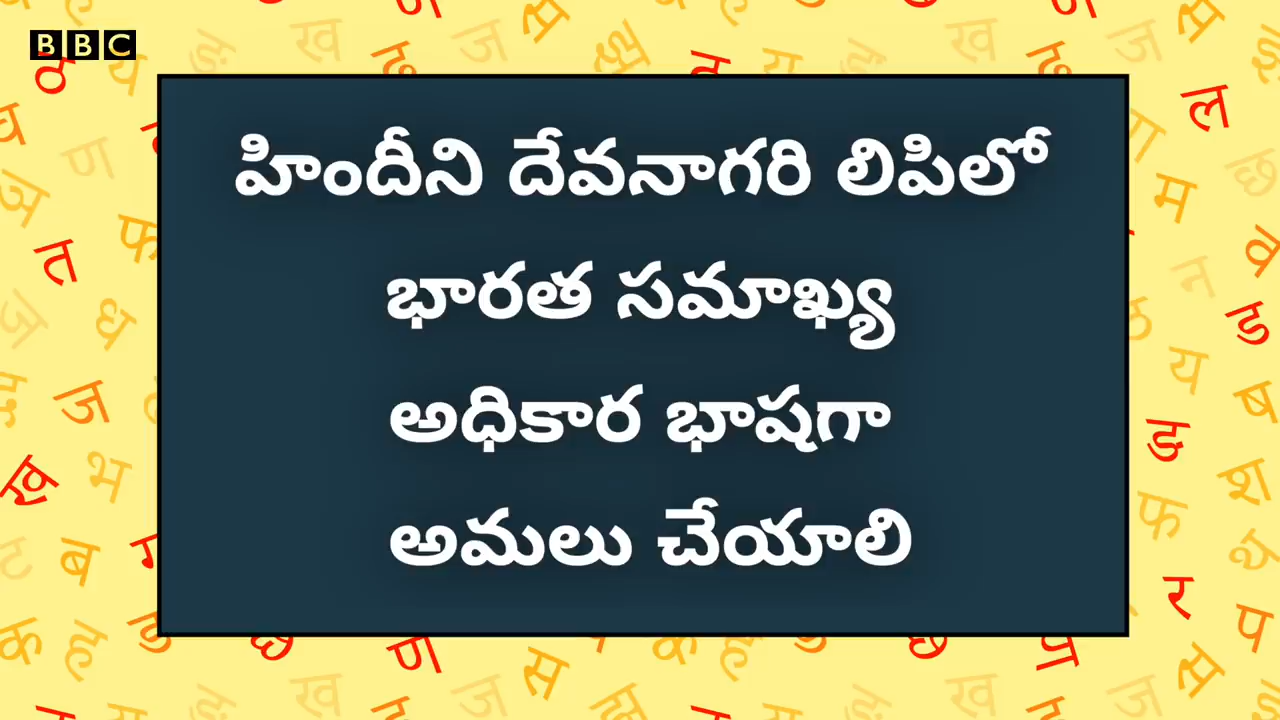 BBC
హిందీని దేవనాగరి లిపిలో
భారత సమాఖ్య
అధికార భాషగా
అమలు చేయాలి